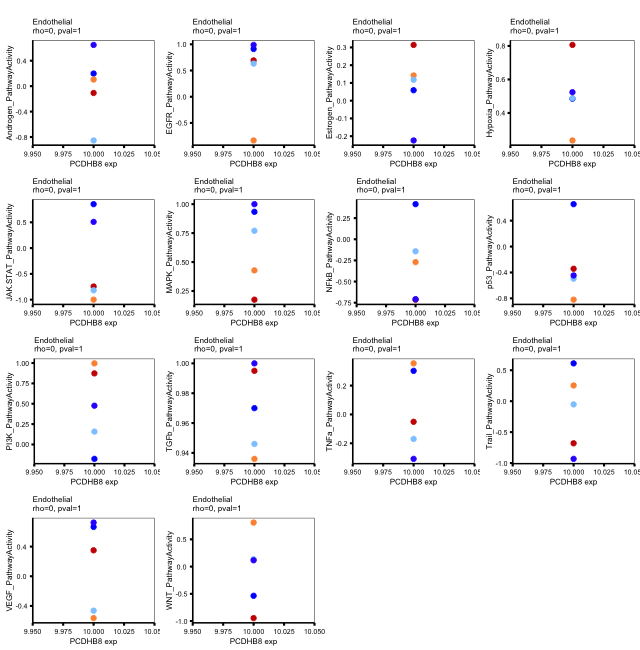 Endothelial
rho=0, pval=1
Androgen_PathwayActivity
0.4
0.0
-0.4
-0.8
9.950 9.975 10.000 10.025 10.05
PCDHB8 exp
Endothelial
rho=0, pval=1
EGFR_PathwayActivity
1.0
0.5
0.0
-0.5
9.950 9.975 10.000 10.025 10.05
PCDHB8 exp
Endothelial
rho=0, pval=1
Estrogen_PathwayActivity
0.3
0.2
0.1
0.0
-0.1
-0.2
9.950 9.975 10.000 10.025 10.05
PCDHB8 exp
Endothelial
rho=0, pval=1
Hypoxia_PathwayActivity
0.8
0.6
0.4
9.950 9.975 10.000 10.025 10.050
PCDHB8 exp
Endothelial
rho=0, pval=1
JAK.STAT_PathwayActivity
0.5
0.0
-0.5
-1.0
9.950 9.975 10.000 10.025 10.05
PCDHB8 exp
Endothelial
rho=0, pval=1
MAPK_PathwayActivity
1.00
0.75
0.50
0.25
9.950 9.975 10.000 10.025 10.050
PCDHB8 exp
Endothelial
rho=0, pval=1
NFkB_PathwayActivity
0.25
0.00
-0.25
-0.50
-0.75
9.950 9.975 10.000 10.025 10.05
PCDHB8 exp
Endothelial
rho=0, pval=1
p53_PathwayActivity
0.4
0.0
-0.4
-0.8
9.950 9.975 10.000 10.025 10.05
PCDHB8 exp
Endothelial
rho=0, pval=1
PI3K_PathwayActivity
1.00
0.75
0.50
0.25
0.00
9.950 9.975 10.000 10.025 10.05
PCDHB8 exp
Endothelial
rho=0, pval=1
TGFb_PathwayActivity
1.00
0.98
0.96
0.94
9.950 9.975 10.000 10.025 10.050
PCDHB8 exp
Endothelial
rho=0, pval=1
TNFa_PathwayActivity
0.2
0.0
-0.2
9.950 9.975 10.000 10.025 10.05
PCDHB8 exp
Endothelial
rho=0, pval=1
Trail_PathwayActivity
0.5
0.0
-0.5
-1.0
9.950 9.975 10.000 10.025 10.05
PCDHB8 exp
Endothelial
rho=0, pval=1
VEGF_PathwayActivity
0.4
0.0
-0.4
9.950 9.975 10.000 10.025 10.05
PCDHB8 exp
Endothelial
rho=0, pval=1
WNT_PathwayActivity
1.0
0.5
0.0
-0.5
-1.0
9.950 9.975 10.000 10.025 10.050
PCDHB8 exp